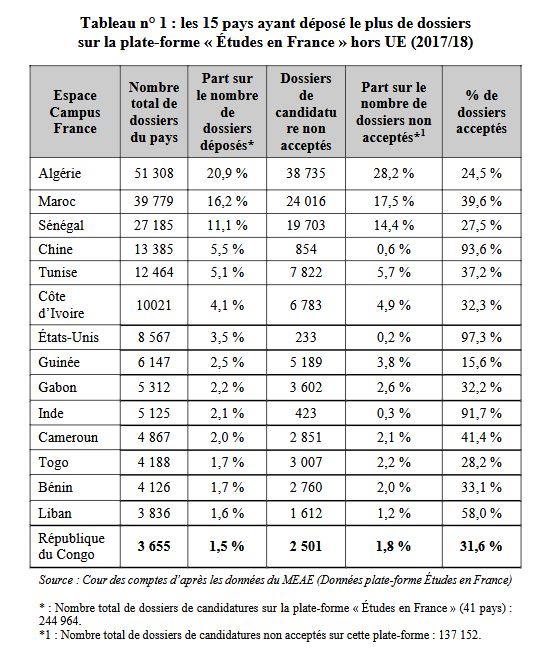 Tableau n° 1 : les 15 pays ayant déposé le plus de dossiers
sur la plate-forme « Études en France » hors UE (2017/18)
Espace Campus France | Nombre total de dossiers du pays | Part sur le nombre de dossiers déposés* | Dossiers de candidatu re non acceptés | Part sur le nombre de dossiers non acceptés*1 | % de dossiers acceptés
Algérie 51 308 20,9 % 38 735 28,2 % 24,5 %
Maroc 39 779 16,2 % 24 016 17,5 % 39,6 %
Sénégal 27 185 11,1 % 19 703 14,4 % 27,5 %
Chine 13 385 5,5 % 854 0,6 % 93,6 %
Tunise 12 464 5,1 % 7 822 5,7 % 37,2 %
Côte d'Ivoire 10021 4,1 % 6 783 4,9 % 32,3 %
États-Unis 8 567 3,5 % 233 0,2 % 97,3 %
Guinée 6 147 2,5 % 5 189 3,8 % 15,6 %
Gabon 5 312 2,2 % 3 602 2,6 % 32,2 %
Inde 5 125 2,1 % 423 0,3 % 91,7 %
Cameroun 4 867 2,0 % 2 851 2,1 % 41,4 %
Togo 4 188 1,7 % 3 007 2,2 % 28,2 %
Bénin 4 126 1,7 % 2 760 2,0 % 33,1 %
Liban 3 836 1,6 % 1 612 1,2 % 58,0 %
République du Congo 3 655 1,5 % 2 501 1,8 % 31,6 %
Source : Cour des comptes d'après les données du MEAE (Données plate-forme Études en France)
* : Nombre total de dossiers de candidatures sur la plate-forme « Études en France » (41 pays) :
244 964.
*1 : Nombre total de dossiers de candidatures non acceptés sur cette plate-forme : 137 152.